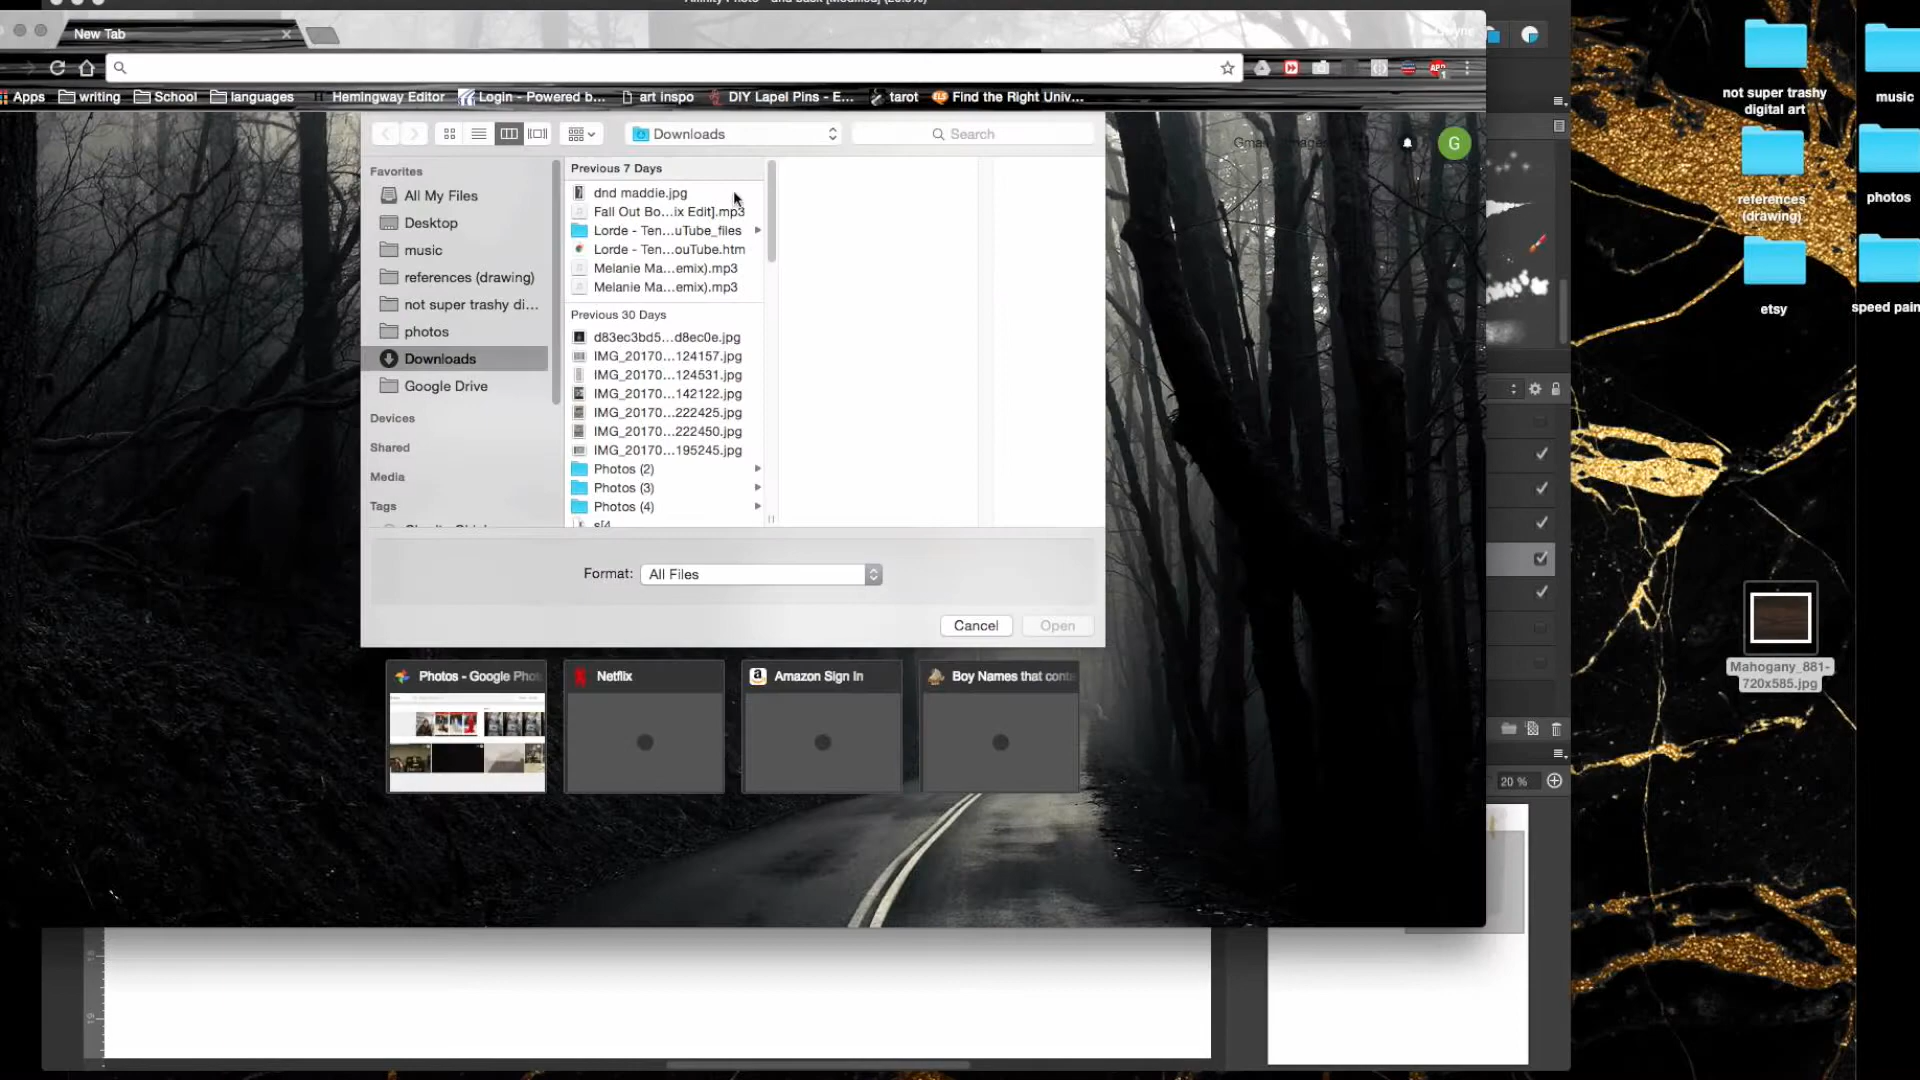 New Tab
Apps writing School languages Hemingway Editor Login - Powered b... art inspo DIY Lapel Pins - E... tarot Find the Right Univ...
Downloads
Search
Favorites
All My Files
Desktop
music
references (drawing)
not super trashy di...
photos
Downloads
Google Drive
Devices
Shared
Media
Tags
Previous 7 Days
dnd maddie.jpg
Fall Out Bo...ix Edit].mp3
Lorde - Ten...uTube_files
Lorde - Ten...ouTube.htm
Melanie Ma...emix).mp3
Melanie Ma...emix).mp3
Previous 30 Days
d83ec3bd5...d8ec0e.jpg
IMG_20170...124157.jpg
IMG_20170...124531.jpg
IMG_20170...142122.jpg
IMG_20170...222425.jpg
IMG_20170...222450.jpg
IMG_20170...195245.jpg
Photos (2)
Photos (3)
Photos (4)
Format: All Files
Cancel Open
G
Photos - Google Phot
Netflix
Amazon Sign In
Boy Names that conta
20 %
not super trashy
digital art
music
references
(drawing)
photos
etsy
speed pain
Mahogany_881-
720x585.jpg